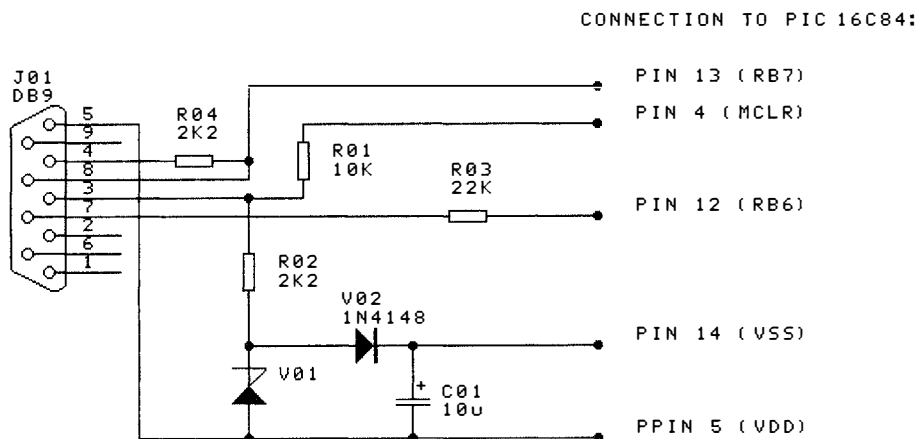 CONNECTION TO PIC 16C84:
J01
DB9
5
9
4
8
3
7
2
6
1
R04
2K2
R01
10K
R03
22K
R02
2K2
V02
1N4148
V01
+
C01
10u
PIN 13 (RB7)
PIN 4 (MCLR)
PIN 12 (RB6)
PIN 14 (VSS)
PPIN 5 (VDD)